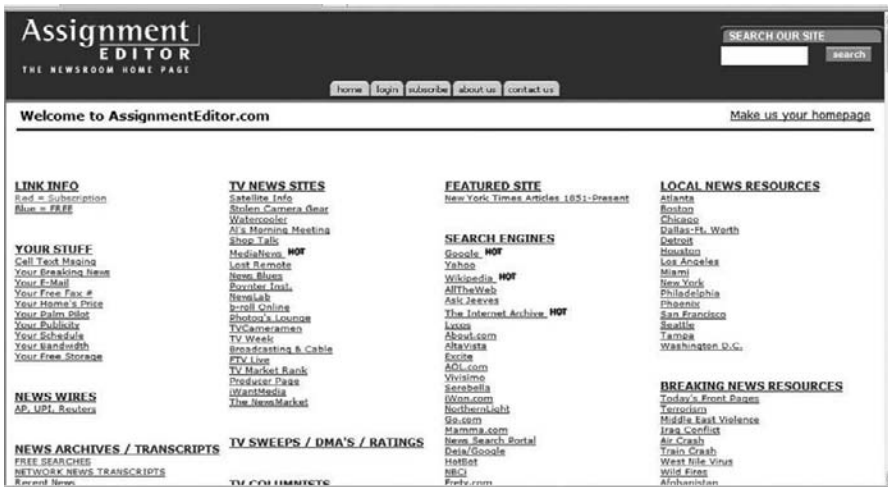 Assignment
EDITOR
THE NEWSROOM HOME PAGE
SEARCH OUR SITE
search
home login subscribe about us contact us
Welcome to AssignmentEditor.com
Make us your homepage
LINK INFO
Red = Subscription
Blue = FREE
YOUR STUFF
Cell Text Msging
Your Breaking News
Your E-Mail
Your Free Fax #
Your Home's Price
Your Palm Pilot
Your Publicity
Your Schedule
Your Bandwidth
Your Free Storage
NEWS WIRES
AP, UPI, Reuters
NEWS ARCHIVES / TRANSCRIPTS
FREE SEARCHES
NETWORK NEWS TRANSCRIPTS
Recent News
TV NEWS SITES
Satellite Info
Stolen Camera Gear
Watercooler
Al's Morning Meeting
Shop Talk
MediaNews HOT
Lost Remote
News Blues
Poynter Inst.
NewsLab
b-roll Online
Photog's Lounge
TVCameramen
TV Week
Broadcasting & Cable
FTV Live
TV Market Rank
Producer Page
iWantMedia
The NewsMarket
TV SWEEPS / DMA'S / RATINGS
TV COLUMNISTS
FEATURED SITE
New York Times Articles 1851-Present
SEARCH ENGINES
Google HOT
Yahoo
Wikipedia HOT
AllTheWeb
Ask Jeeves
The Internet Archive HOT
Lycos
About.com
AltaVista
Excite
AOL.com
Vivisimo
Serebella
iWon.com
NorthernLight
Go.com
Mamma.com
News Search Portal
Deja/Google
HotBot
NBCi
LOCAL NEWS RESOURCES
Atlanta
Boston
Chicago
Dallas-Ft. Worth
Detroit
Houston
Los Angeles
Miami
New York
Philadelphia
Phoenix
San Francisco
Seattle
Tampa
Washington D.C.
BREAKING NEWS RESOURCES
Today's Front Pages
Terrorism
Middle East Violence
Iraq Conflict
Air Crash
Train Crash
West Nile Virus
Wild Fires
Afghanistan